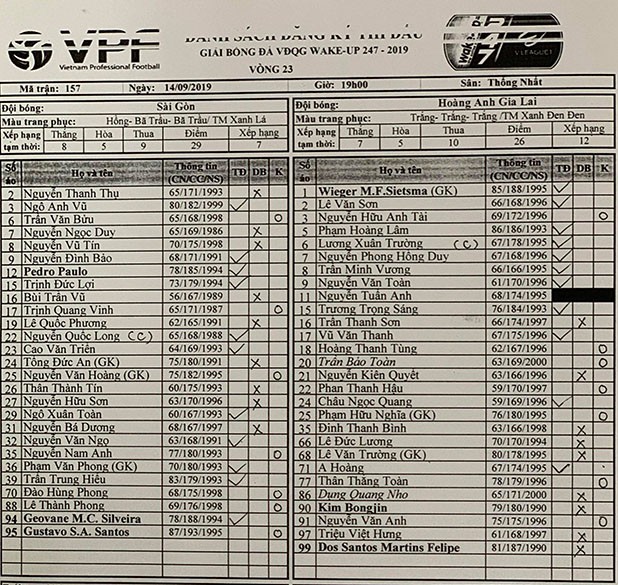 VPF
Vietnam Professional Football
DANH SÁCH ĐĂNG KÝ THI ĐẤU
GIẢI BÓNG ĐÁ VĐQG WAKE-UP 247 - 2019
VÒNG 23
V.LEAGUE 1
Mã trận: 157 Ngày: 14/09/2019 Giờ: 19h00 Sân: Thống Nhất
Đội bóng: Sài Gòn
Màu trang phục: Hồng- Bã Trầu- Bã Trầu/ TM Xanh Lá
Xếp hạng tạm thời: Thắng Hòa Thua Điểm Xếp hạng
8 5 9 29 7
Số áo Họ và tên Thông tin (CN/CC/NS) TĐ DB K
2 Nguyễn Thanh Thụ 65/171/1993 x
3 Ngô Anh Vũ 80/182/1999 ✓
6 Trần Văn Bửu 65/168/1998 O
7 Nguyễn Ngọc Duy 65/169/1986 x
8 Nguyễn Vũ Tín 70/175/1998 x
9 Nguyễn Đình Bảo 68/171/1991 ✓
12 Pedro Paulo 78/185/1994 ✓
15 Trịnh Đức Lợi 73/179/1994 ✓
16 Bùi Trần Vũ 56/167/1989 x
17 Trịnh Quang Vinh 65/171/1987 O
19 Lê Quốc Phương 62/165/1991 x
22 Nguyễn Quốc Long (C) 65/168/1988 ✓
23 Cao Văn Triền 64/169/1993 ✓
24 Tống Đức An (GK) 75/180/1991 x
25 Nguyễn Văn Hoàng (GK) 75/182/1995 O
26 Thân Thành Tín 60/175/1993 x
27 Nguyễn Hữu Sơn 63/170/1996 x
29 Ngô Xuân Toàn 60/167/1993 ✓
31 Nguyễn Bá Dương 68/167/1997 x
32 Nguyễn Văn Ngọ 63/168/1991 ✓
35 Nguyễn Nam Anh 77/180/1993 O
36 Phạm Văn Phong (GK) 70/180/1993 ✓
39 Trần Trung Hiếu 83/179/1993 ✓
70 Đào Hùng Phong 68/175/1998 O
88 Lê Thành Phong 69/176/1998 O
94 Geovane M.C. Silveira 78/188/1994 ✓
95 Gustavo S.A. Santos 87/193/1995 O
Đội bóng: Hoàng Anh Gia Lai
Màu trang phục: Trắng- Trắng- Trắng /TM Xanh Đen Đen
Xếp hạng tạm thời: Thắng Hòa Thua Điểm Xếp hạng
7 5 10 26 12
Số áo Họ và tên Thông tin (CN/CC/NS) TĐ DB K
1 Wieger M.F.Sietsma (GK) 85/188/1995 ✓
2 Lê Văn Sơn 66/168/1996 ✓
3 Nguyễn Hữu Anh Tài 69/172/1996 O
5 Phạm Hoàng Lâm 86/186/1993 ✓
6 Lương Xuân Trường (C) 67/178/1995 ✓
7 Nguyễn Phong Hồng Duy 67/168/1996 ✓
8 Trần Minh Vương 66/166/1995 ✓
9 Nguyễn Văn Toàn 61/170/1996 ✓
11 Nguyễn Tuấn Anh 68/174/1995
15 Trương Trọng Sáng 76/184/1993 ✓
16 Trần Thanh Sơn 66/174/1997 x
17 Vũ Văn Thanh 67/175/1996 ✓
18 Hoàng Thanh Tùng 62/167/1996 O
20 Trần Bảo Toàn 63/169/2000 O
21 Nguyễn Kiên Quyết 63/166/1996 x
22 Phan Thanh Hậu 59/170/1997 O
24 Châu Ngọc Quang 59/169/1996 ✓
25 Phạm Hữu Nghĩa (GK) 76/180/1995 O
35 Đinh Thanh Bình 63/166/1998 x
66 Lê Đức Lương 70/170/1994 x
68 Lê Văn Trường (GK) 80/178/1995 x
71 A Hoàng 67/174/1995 ✓
77 Thân Thắng Toàn 78/179/1996 O
86 Dụng Quang Nho 65/171/2000 x
90 Kim Bongjin 79/180/1990 x
91 Nguyễn Văn Anh 75/175/1996 O
97 Triệu Việt Hưng 61/168/1997 x
99 Dos Santos Martins Felipe 81/187/1990 x